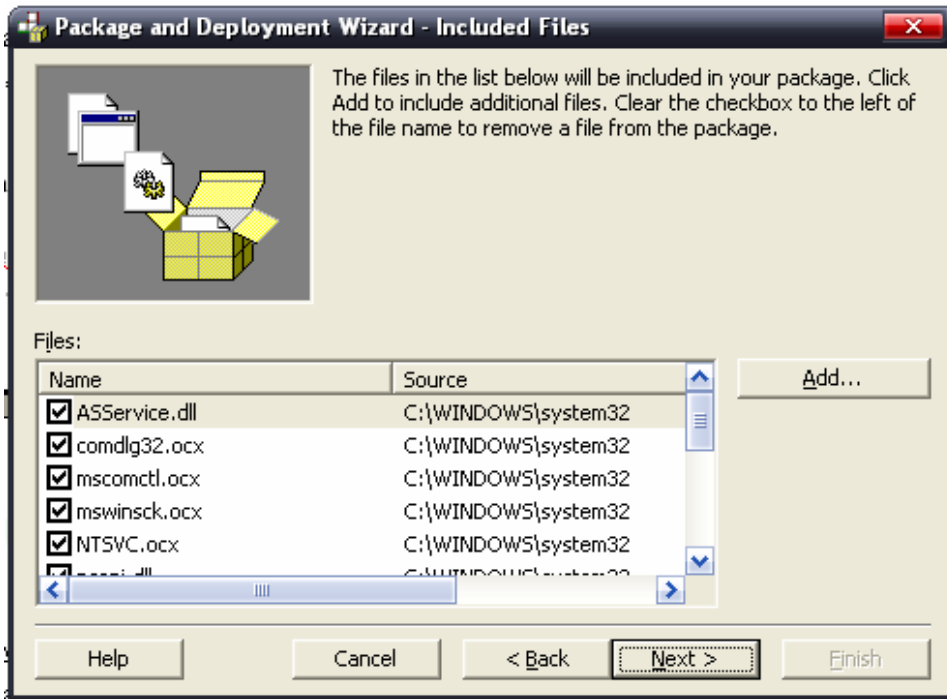 Package and Deployment Wizard - Included Files
The files in the list below will be included in your package. Click
Add to include additional files. Clear the checkbox to the left of
the file name to remove a file from the package.
Files:
Name Source
Add...
ASService.dll C:\WINDOWS\system32
comdlg32.ocx C:\WINDOWS\system32
mscomctl.ocx C:\WINDOWS\system32
mswinsck.ocx C:\WINDOWS\system32
NTSVC.ocx C:\WINDOWS\system32
C:\WINDOWS\system32
Help Cancel < Back Next > Finish